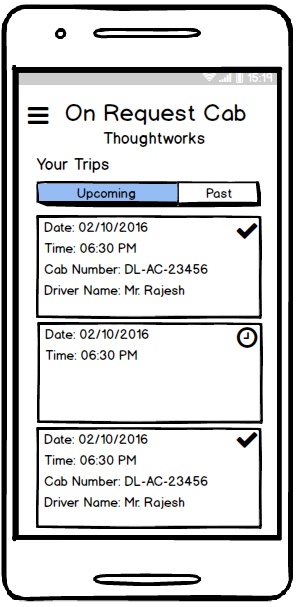 15:19
On Request Cab
Thoughtworks
Your Trips
Upcoming Past
Date: 02/10/2016
Time: 06:30 PM
Cab Number: DL-AC-23456
Driver Name: Mr. Rajesh
Date: 02/10/2016
Time: 06:30 PM
Date: 02/10/2016
Time: 06:30 PM
Cab Number: DL-AC-23456
Driver Name: Mr. Rajesh